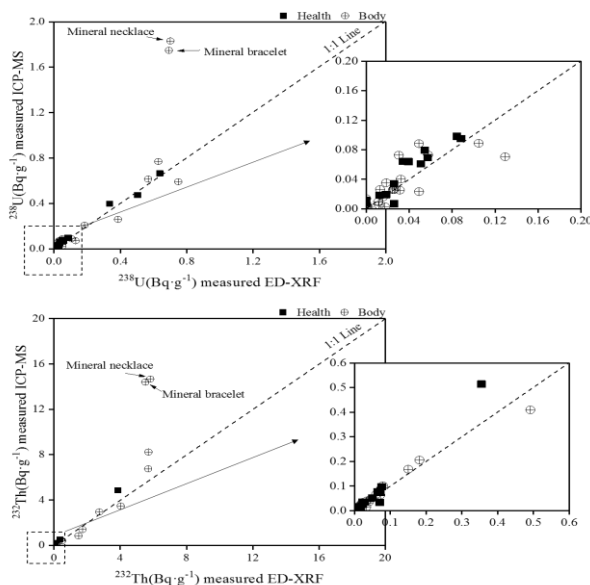 Health Body
2.0
1.6
1.2
0.8
0.4
0.0
0.0 0.4 0.8 1.2 1.6 2.0
Mineral necklace
Mineral bracelet
1:1 Line
²³⁸U(Bq·g⁻¹) measured ICP-MS
²³⁸U(Bq·g⁻¹) measured ED-XRF
0.20
0.16
0.12
0.08
0.04
0.00
0.00 0.04 0.08 0.12 0.16 0.20
Health Body
20
16
12
8
4
0
0 4 8 12 16 20
Mineral necklace
Mineral bracelet
1:1 Line
²³²Th(Bq·g⁻¹) measured ICP-MS
²³²Th(Bq·g⁻¹) measured ED-XRF
0.6
0.5
0.4
0.3
0.2
0.1
0.0
0.0 0.1 0.2 0.3 0.4 0.5 0.6